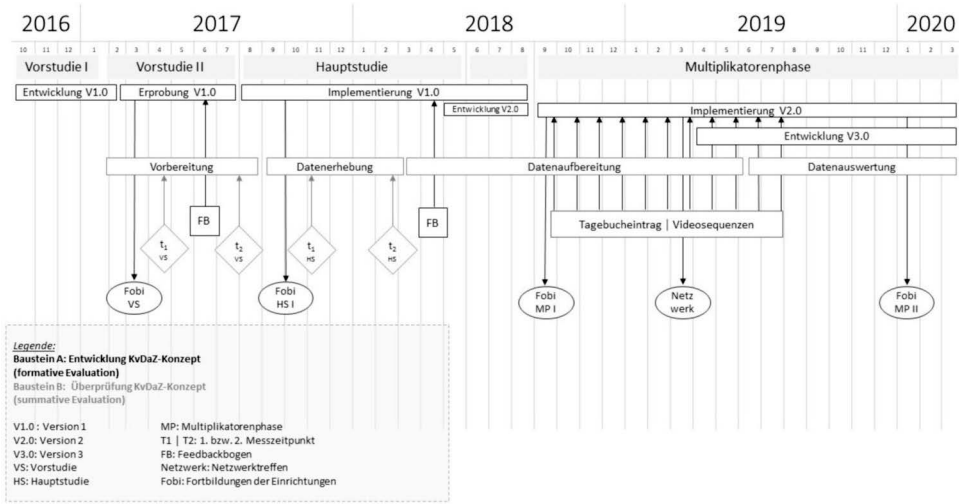 2016 2017 2018 2019 2020
10 11 12 1 2 3 4 5 6 7 8 9 10 11 12 1 2 3 4 5 6 7 8 9 10 11 12 1 2 3 4 5 6 7 8 9 10 11 12 1 2 3
Vorstudie I Vorstudie II Hauptstudie Multiplikatorenphase
Entwicklung V1.0 Erprobung V1.0 Implementierung V1.0
Entwicklung V2.0 Implementierung V2.0
Entwicklung V3.0
Vorbereitung Datenerhebung Datenaufbereitung Datenauswertung
FB FB Tagebucheintrag | Videosequenzen
t1 t2 t1 t2
VS VS HS HS
Fobi Fobi Fobi Netz Fobi
VS HS I MP I werk MP II
Legende:
Baustein A: Entwicklung KvDaZ-Konzept
(formative Evaluation)
Baustein B: Überprüfung KvDaZ-Konzept
(summative Evaluation)
V1.0 : Version 1 MP: Multiplikatorenphase
V2.0: Version 2 T1 | T2: 1. bzw. 2. Messzeitpunkt
V3.0: Version 3 FB: Feedbackbogen
VS: Vorstudie Netzwerk: Netzwerktreffen
HS: Hauptstudie Fobi: Fortbildungen der Einrichtungen